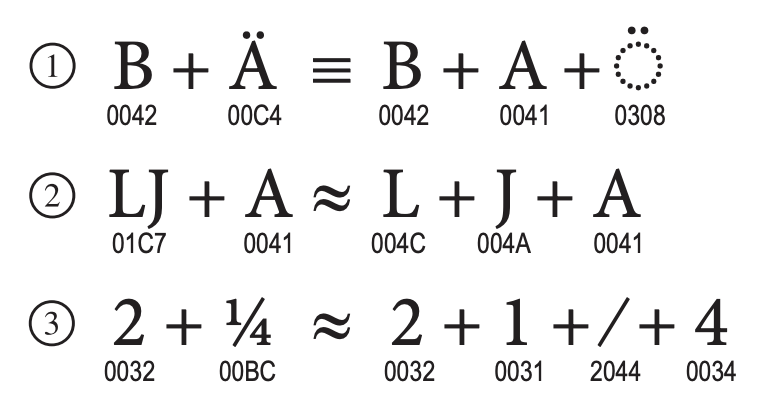 ① B + Ä ≡ B + A + ◌̈
0042 00C4 0042 0041 0308
② LJ + A ≈ L + J + A
01C7 0041 004C 004A 0041
③ 2 + ¼ ≈ 2 + 1 + ⁄ + 4
0032 00BC 0032 0031 2044 0034